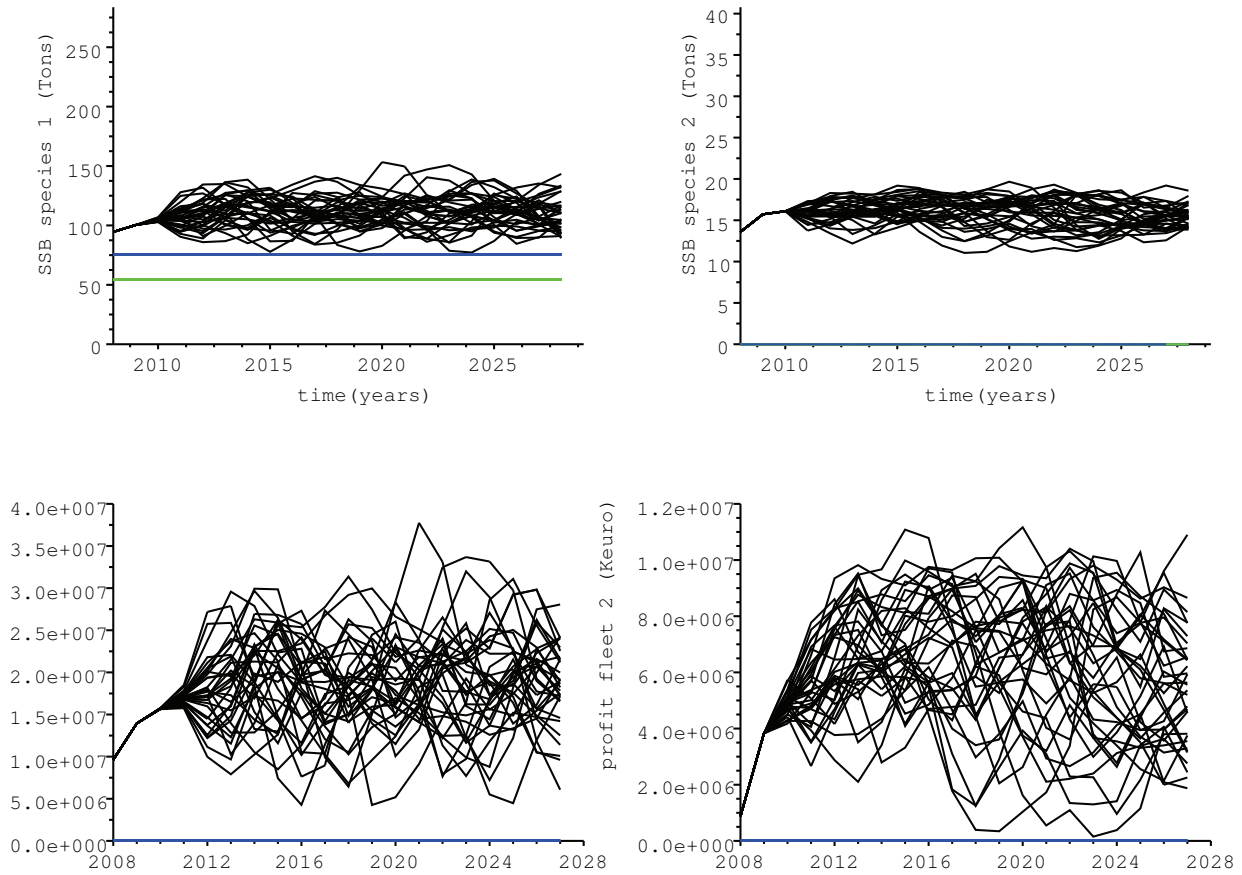 SSB species 1 (Tons)
250
200
150
100
50
0
2010 2015 2020 2025
time(years)
SSB species 2 (Tons)
40
35
30
25
20
15
10
5
0
2010 2015 2020 2025
time(years)
4.0e+007
3.5e+007
3.0e+007
2.5e+007
2.0e+007
1.5e+007
1.0e+007
5.0e+006
0.0e+000
2008 2012 2016 2020 2024 2028
profit fleet 2 (Keuro)
1.2e+007
1.0e+007
8.0e+006
6.0e+006
4.0e+006
2.0e+006
0.0e+000
2008 2012 2016 2020 2024 2028